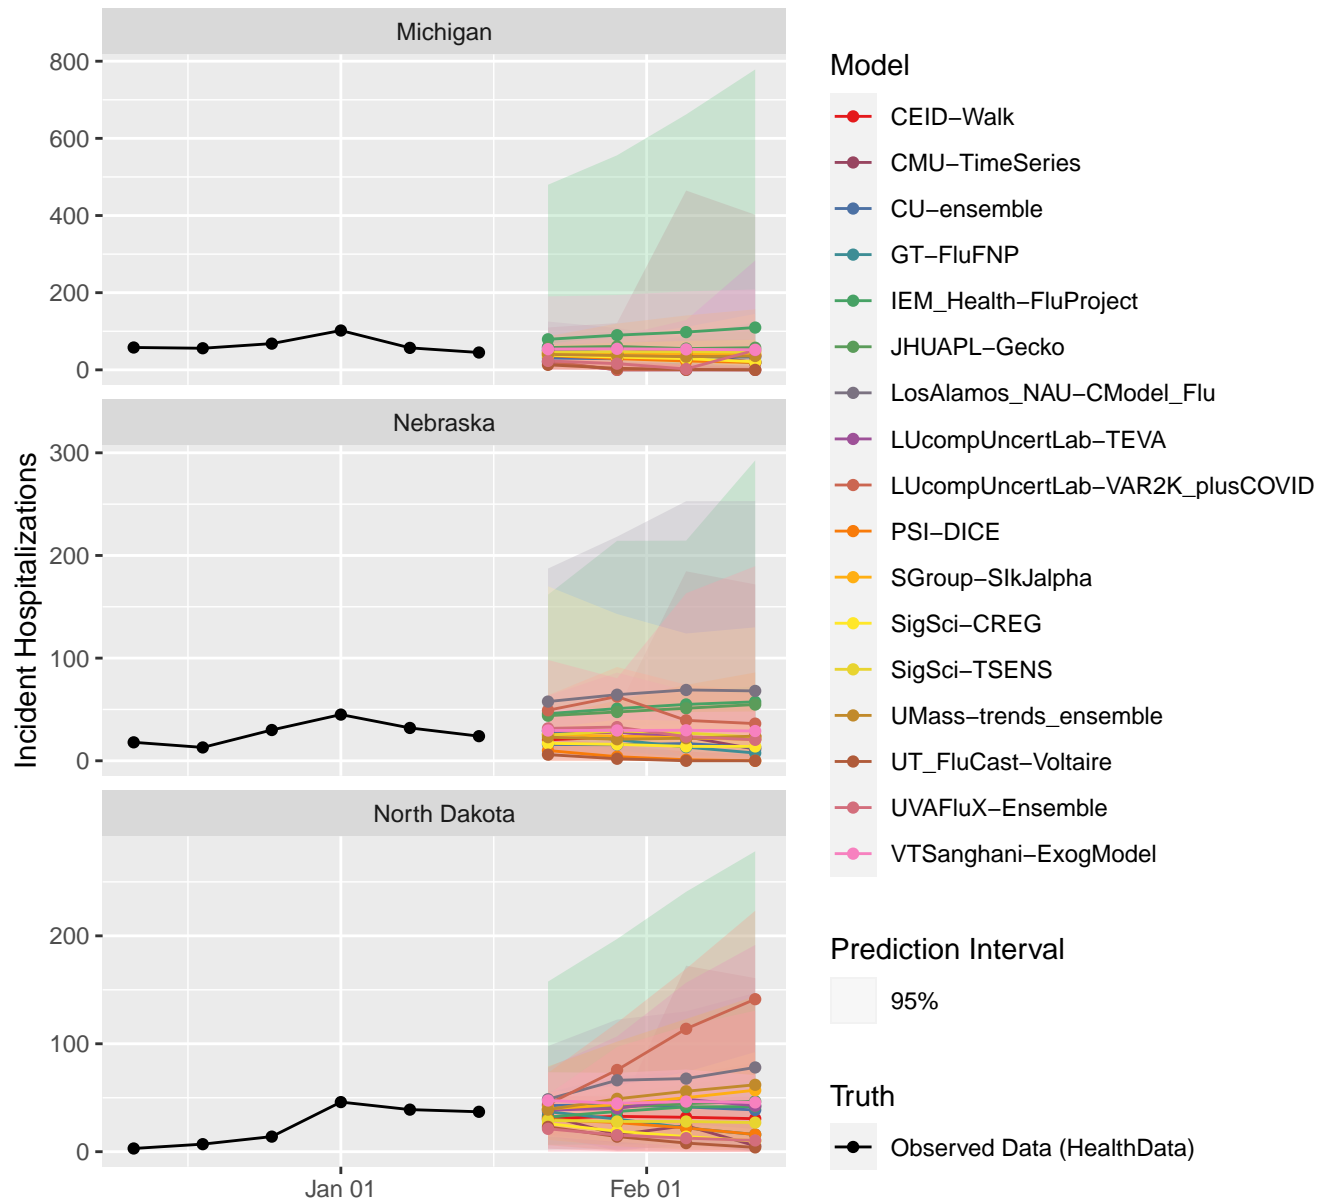 Michigan
800
600
400
200
0
Nebraska
300
200
100
0
North Dakota
200
100
0
Jan 01
Feb 01
Incident Hospitalizations
Model
CEID−Walk
CMU−TimeSeries
CU−ensemble
GT−FluFNP
IEM_Health−FluProject
JHUAPL−Gecko
LosAlamos_NAU−CModel_Flu
LUcompUncertLab−TEVA
LUcompUncertLab−VAR2K_plusCOVID
PSI−DICE
SGroup−SIkJalpha
SigSci−CREG
SigSci−TSENS
UMass−trends_ensemble
UT_FluCast−Voltaire
UVAFluX−Ensemble
VTSanghani−ExogModel
Prediction Interval
95%
Truth
Observed Data (HealthData)